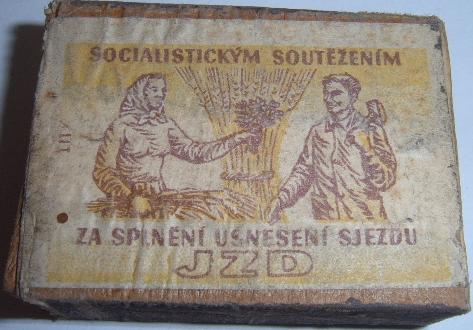 SOCIALISTICKÝM SOUTĚŽENÍM
ZA SPLNĚNÍ USNESENÍ SJEZDU
JZD